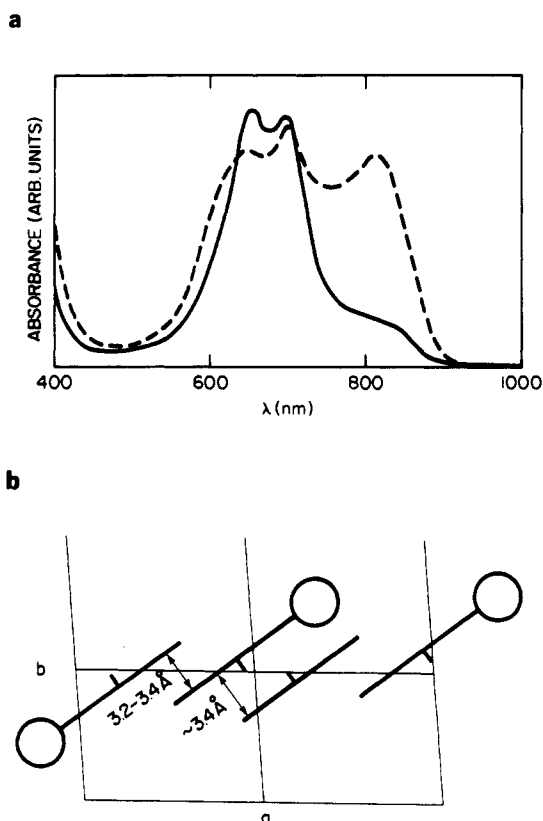 a
ABSORBANCE (ARB. UNITS)
400 600 800 1000
λ (nm)
b
b
3.2–3.4Å
~3.4Å
a